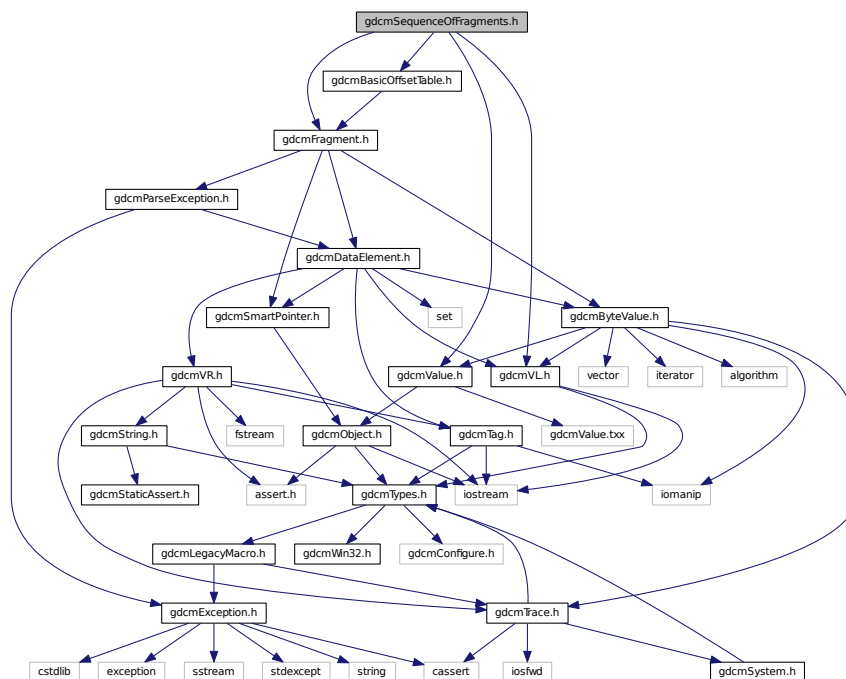 gdcmSequenceOfFragments.h
gdcmBasicOffsetTable.h
gdcmFragment.h
gdcmParseException.h
gdcmDataElement.h
gdcmSmartPointer.h
set
gdcmByteValue.h
gdcmVR.h
gdcmValue.h
gdcmVL.h
vector
iterator
algorithm
gdcmString.h
fstream
gdcmObject.h
gdcmTag.h
gdcmValue.txx
gdcmStaticAssert.h
assert.h
gdcmTypes.h
iostream
iomanip
gdcmLegacyMacro.h
gdcmWin32.h
gdcmConfigure.h
gdcmException.h
gdcmTrace.h
cstdlib
exception
sstream
stdexcept
string
cassert
iosfwd
gdcmSystem.h